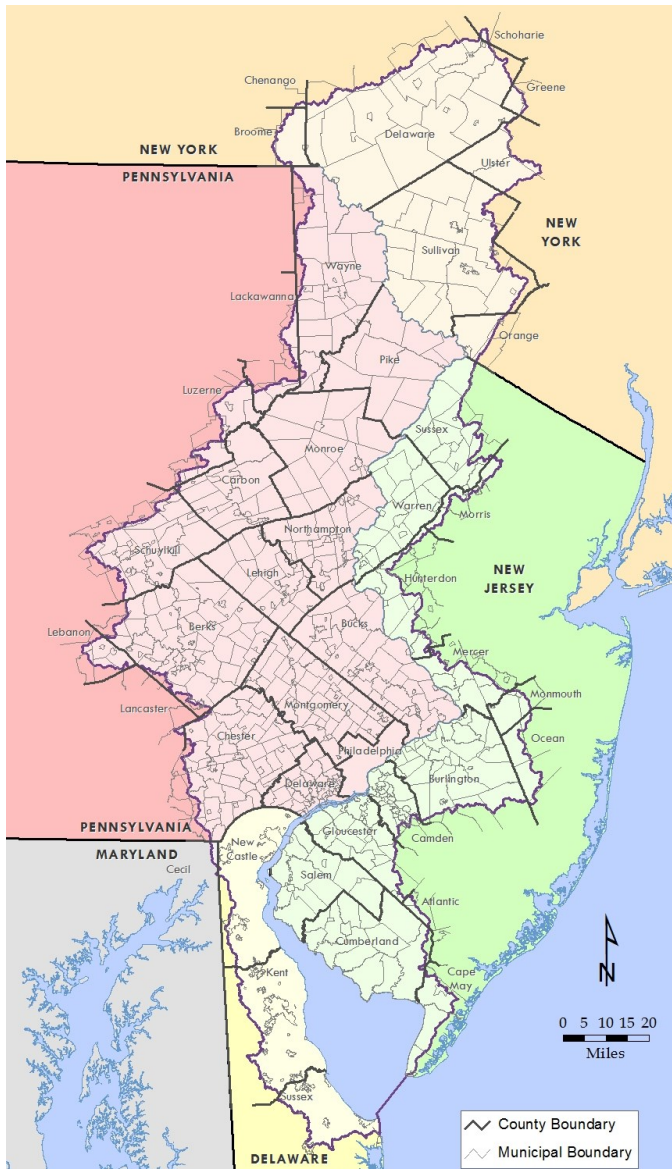 Schoharie
Chenango
Greene
Delaware
Broome
NEW YORK
Ulster
PENNSYLVANIA
NEW
YORK
Sullivan
Wayne
Lackawanna
Orange
Pike
Luzerne
Sussex
Monroe
Carbon
Warren
Morris
Northampton
Schuylkill
NEW
JERSEY
Lehigh
Hunterdon
Bucks
Berks
Lebanon
Mercer
Monmouth
Lancaster
Montgomery
Chester
Ocean
Philadelphia
Burlington
Delaware
PENNSYLVANIA
Gloucester
New
Castle
Camden
MARYLAND
Cecil
Salem
Atlantic
Cumberland
Kent
Cape
May
N
0 5 10 15 20
Miles
Sussex
County Boundary
Municipal Boundary
DELAWARE